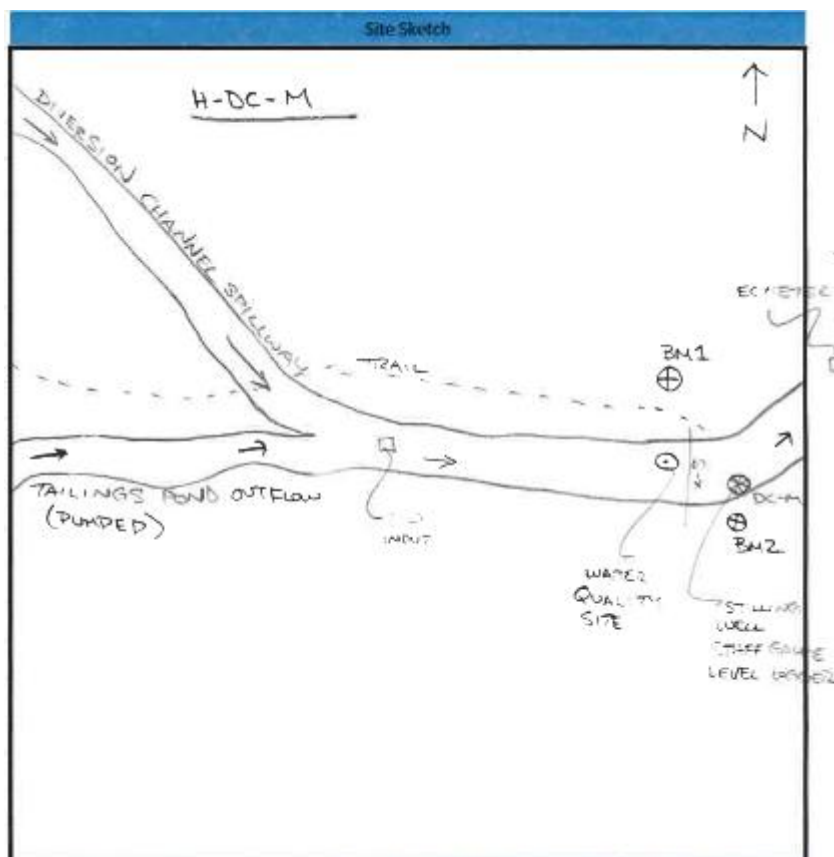 Site Sketch
H-DC-M
N
DIVERSION CHANNEL SPILLWAY
TRAIL
BM1
TAILINGS POND OUTFLOW
(PUMPED)
INPUT
WATER
QUALITY
SITE
DC-M
BM2
STILLING
WELL
STAFF GAUGE
LEVEL LOGGER